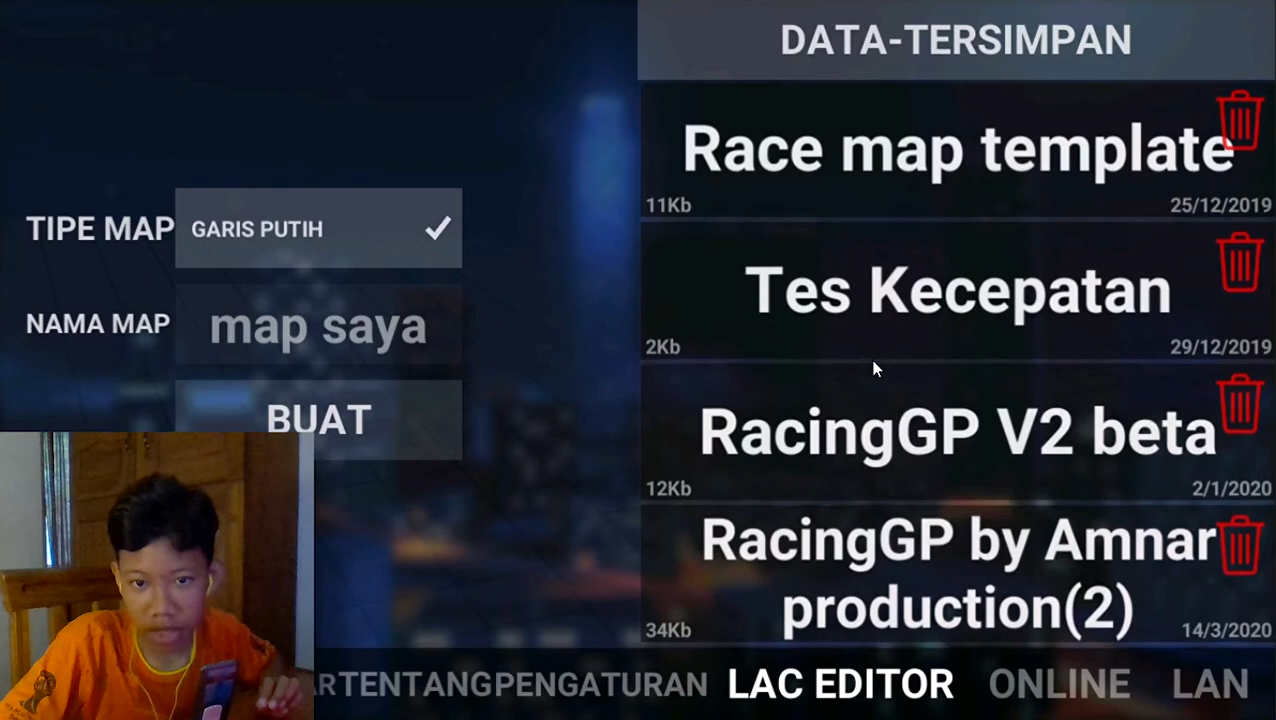 DATA-TERSIMPAN
Race map template
11Kb
25/12/2019
TIPE MAP
GARIS PUTIH
Tes Kecepatan
2Kb
29/12/2019
NAMA MAP
map saya
BUAT
RacingGP V2 beta
12Kb
2/1/2020
RacingGP by Amnar
production(2)
34Kb
14/3/2020
TENTANG
PENGATURAN
LAC EDITOR
ONLINE
LAN